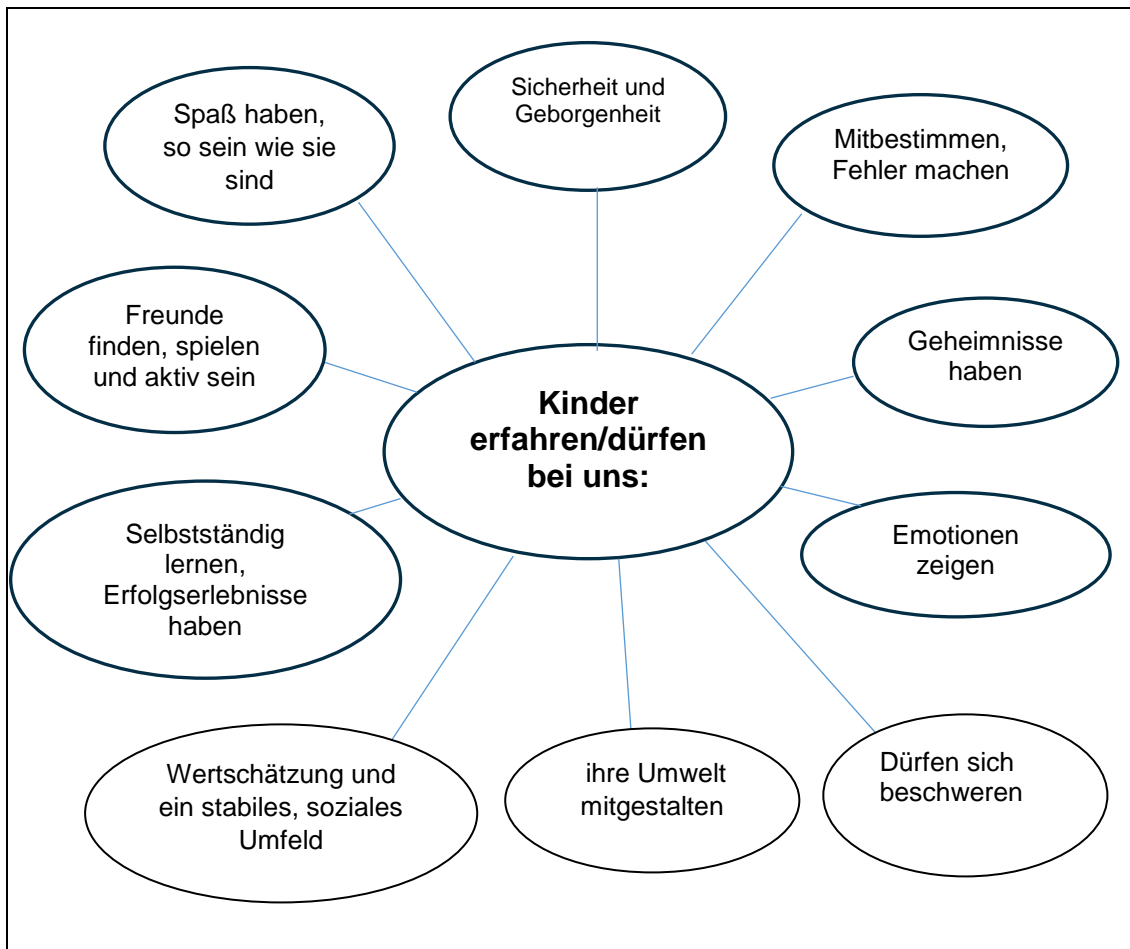 Spaß haben,
so sein wie sie
sind
Sicherheit und
Geborgenheit
Mitbestimmen,
Fehler machen
Freunde
finden, spielen
und aktiv sein
Geheimnisse
haben
Kinder
erfahren/dürfen
bei uns:
Selbstständig
lernen,
Erfolgserlebnisse
haben
Emotionen
zeigen
Wertschätzung und
ein stabiles, soziales
Umfeld
ihre Umwelt
mitgestalten
Dürfen sich
beschweren